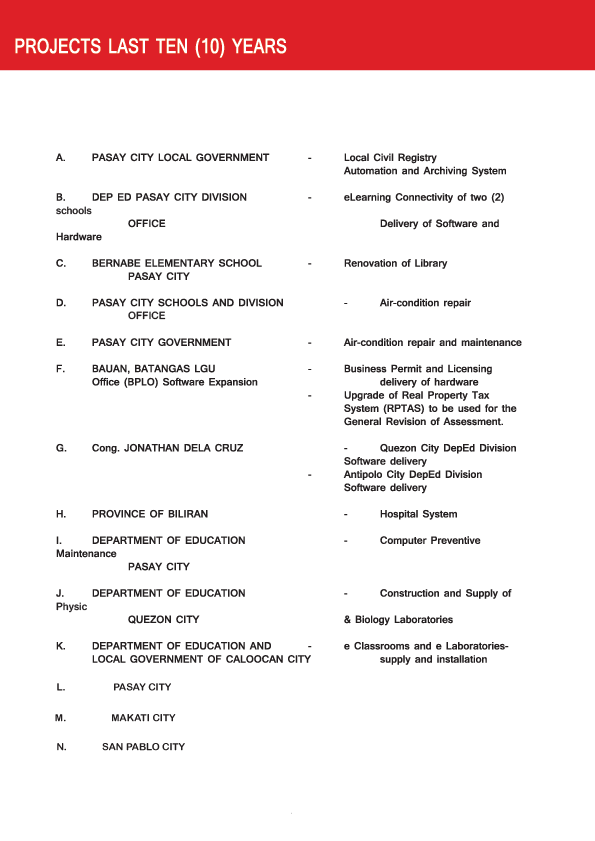 PROJECTS LAST TEN (10) YEARS
A. PASAY CITY LOCAL GOVERNMENT - Local Civil Registry
Automation and Archiving System
B. DEP ED PASAY CITY DIVISION - eLearning Connectivity of two (2)
schools
OFFICE Delivery of Software and
Hardware
C. BERNABE ELEMENTARY SCHOOL - Renovation of Library
PASAY CITY
D. PASAY CITY SCHOOLS AND DIVISION - Air-condition repair
OFFICE
E. PASAY CITY GOVERNMENT - Air-condition repair and maintenance
F. BAUAN, BATANGAS LGU - Business Permit and Licensing
Office (BPLO) Software Expansion delivery of hardware
- Upgrade of Real Property Tax
System (RPTAS) to be used for the
General Revision of Assessment.
G. Cong. JONATHAN DELA CRUZ - Quezon City DepEd Division
Software delivery
- Antipolo City DepEd Division
Software delivery
H. PROVINCE OF BILIRAN - Hospital System
I. DEPARTMENT OF EDUCATION - Computer Preventive
Maintenance
PASAY CITY
J. DEPARTMENT OF EDUCATION - Construction and Supply of
Physic
QUEZON CITY & Biology Laboratories
K. DEPARTMENT OF EDUCATION AND - e Classrooms and e Laboratories-
LOCAL GOVERNMENT OF CALOOCAN CITY supply and installation
L. PASAY CITY
M. MAKATI CITY
N. SAN PABLO CITY